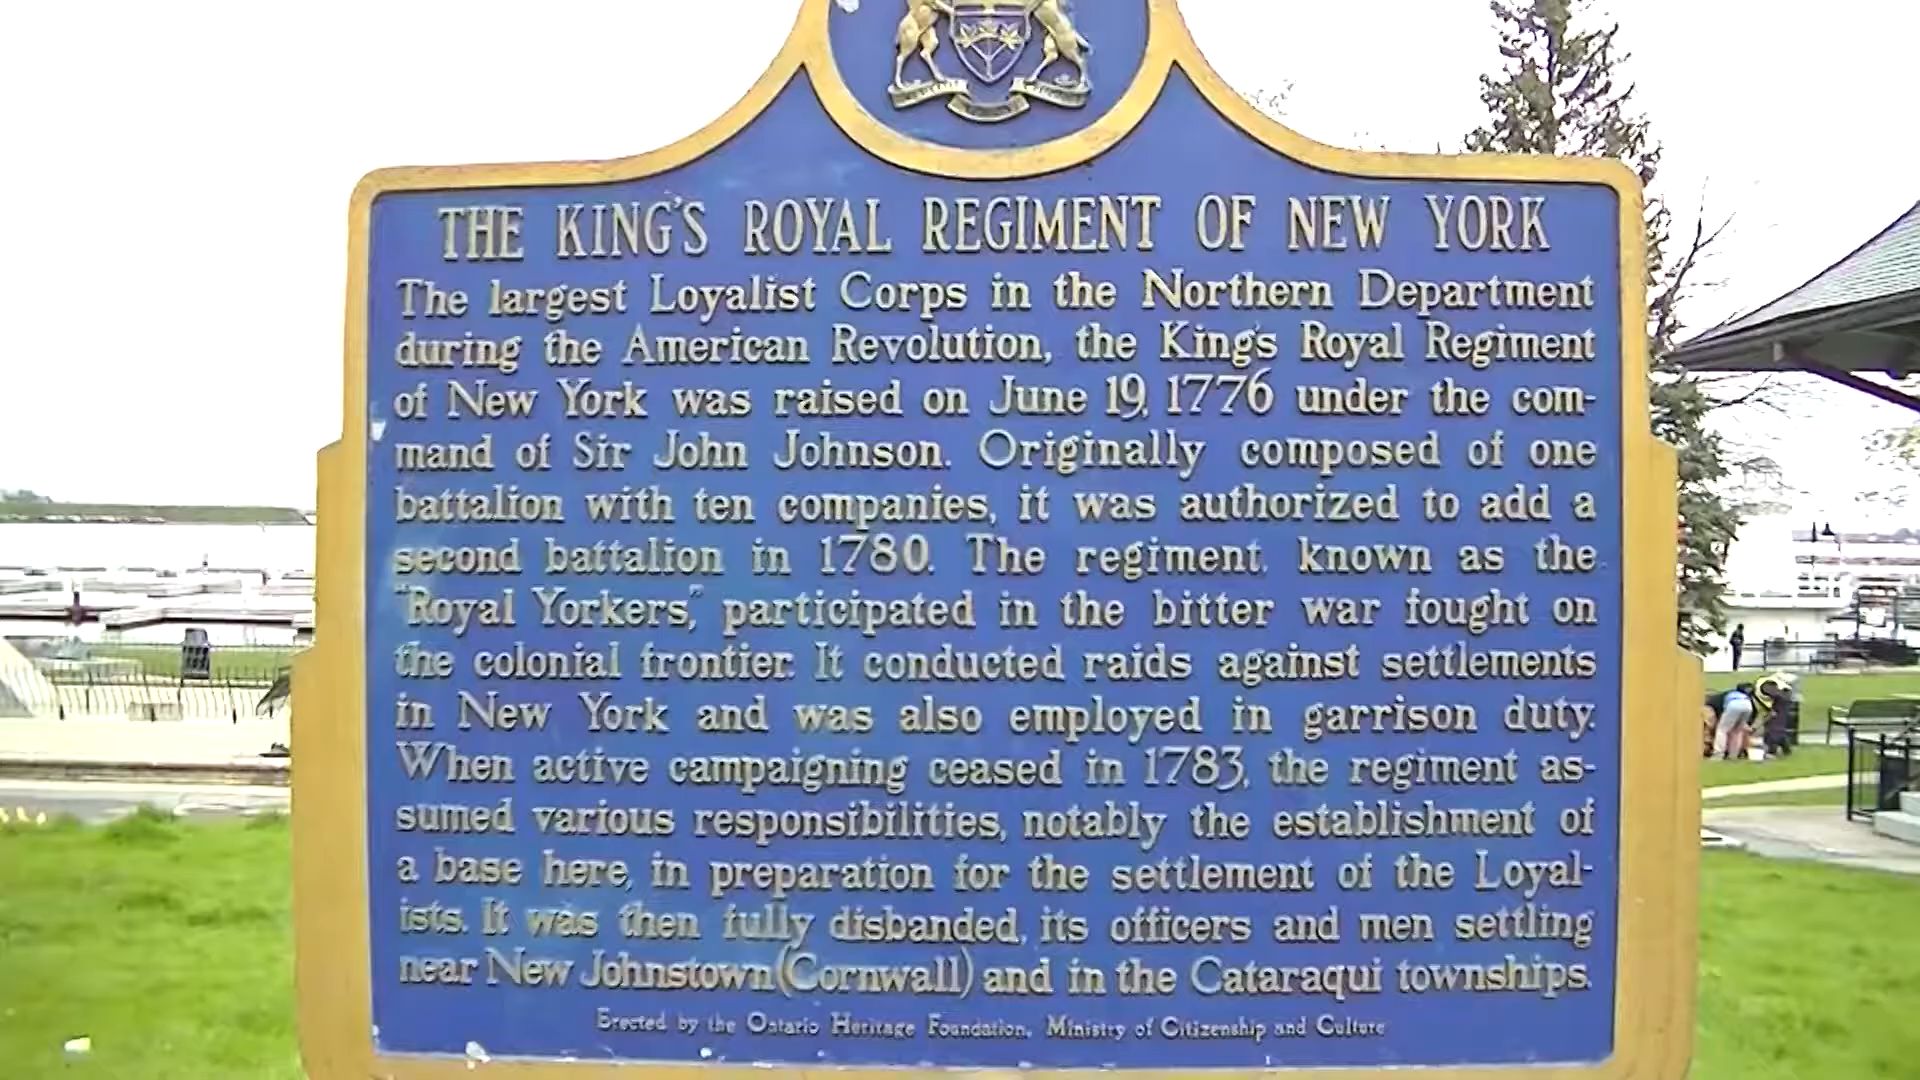 THE KING'S ROYAL REGIMENT OF NEW YORK
The largest Loyalist Corps in the Northern Department
during the American Revolution, the King's Royal Regiment
of New York was raised on June 19, 1776 under the com-
mand of Sir John Johnson. Originally composed of one
battalion with ten companies, it was authorized to add a
second battalion in 1780. The regiment, known as the
"Royal Yorkers," participated in the bitter war fought on
the colonial frontier. It conducted raids against settlements
in New York and was also employed in garrison duty.
When active campaigning ceased in 1783, the regiment as-
sumed various responsibilities, notably the establishment of
a base here, in preparation for the settlement of the Loyal-
ists. It was then fully disbanded, its officers and men settling
near New Johnstown (Cornwall) and in the Cataraqui townships.
Erected by the Ontario Heritage Foundation, Ministry of Citizenship and Culture